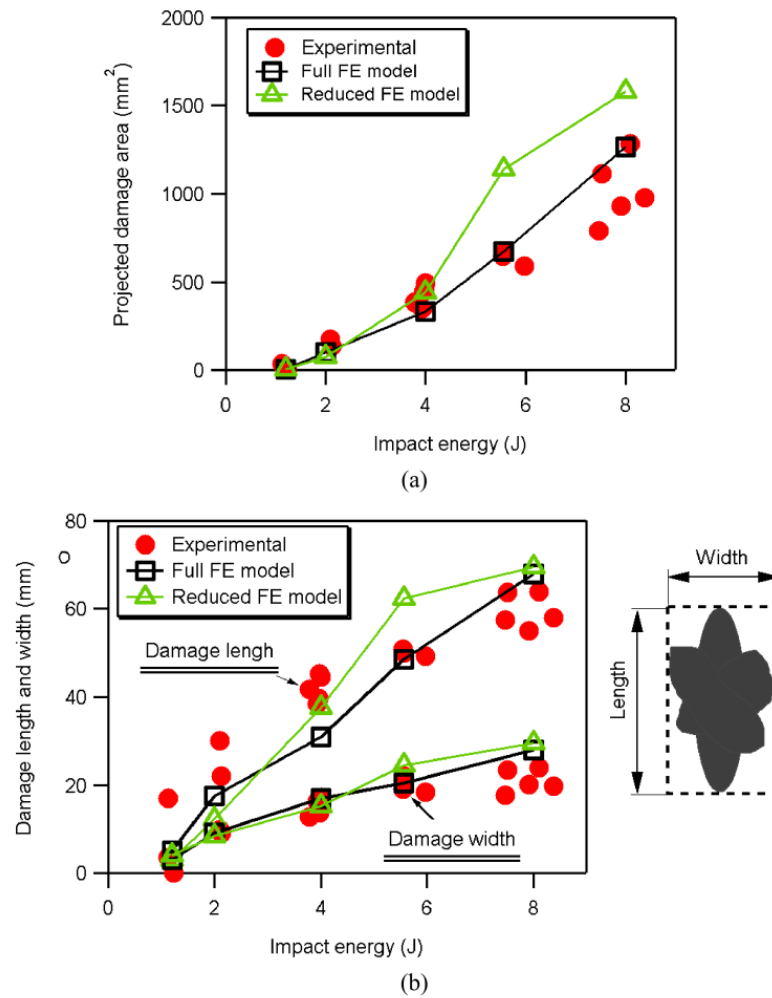 2000
1500
1000
500
0
Projected damage area (mm²)
Experimental
Full FE model
Reduced FE model
0
2
4
6
8
Impact energy (J)
(a)
80
60
40
20
0
Damage length and width (mm)
O
Experimental
Full FE model
Reduced FE model
Damage lengh
Damage width
0
2
4
6
8
Impact energy (J)
Width
Length
(b)